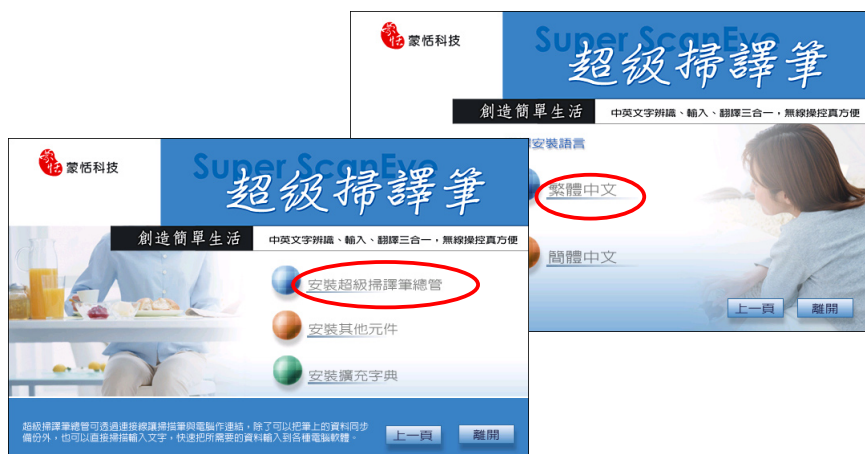 蒙恬科技
Super ScanEye
超級掃譯筆
創造簡單生活
中英文字辨識、輸入、翻譯三合一，無線操控真方便
安裝語言
繁體中文
簡體中文
上一頁
離開
蒙恬科技
Super ScanEye
超級掃譯筆
創造簡單生活
中英文字辨識、輸入、翻譯三合一，無線操控真方便
安裝超級掃譯筆總管
安裝其他元件
安裝擴充字典
超級掃譯筆總管可透過連接線讓掃描筆與電腦作連結，除了可以把筆上的資料同步
備份外，也可以直接掃描輸入文字，快速把所需要的資料輸入到各種電腦軟體。
上一頁
離開